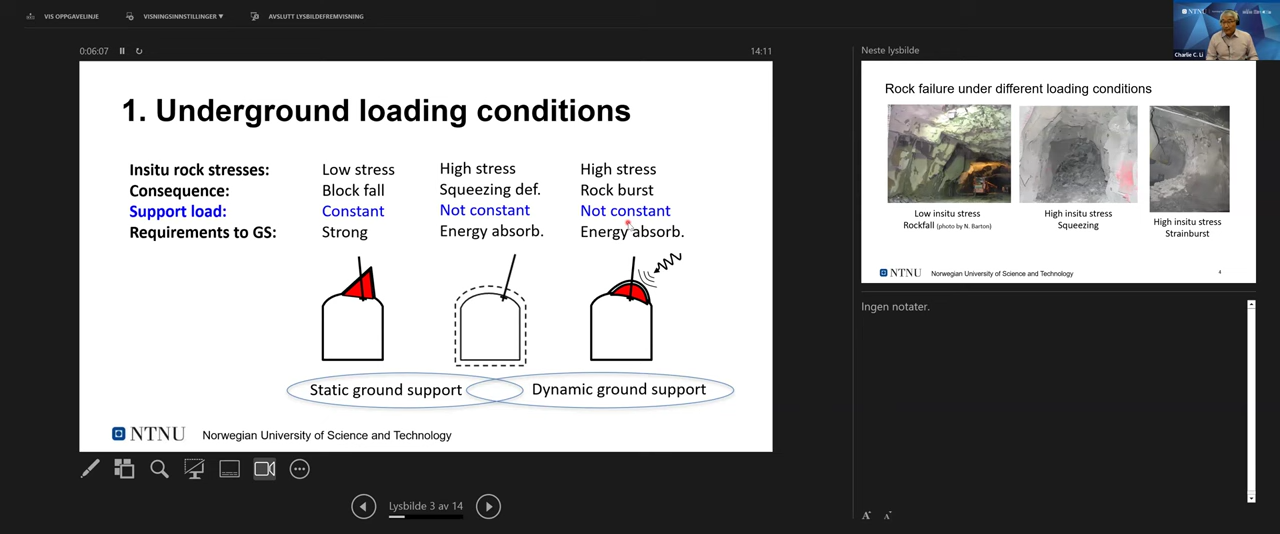 VIS OPPGAVELINJE
VISNINGSINNSTILLINGER ▼
AVSLUTT LYSBILDEFREMVISNING
0:06:07
14:11
1. Underground loading conditions
Insitu rock stresses: Low stress High stress High stress
Consequence: Block fall Squeezing def. Rock burst
Support load: Constant Not constant Not constant
Requirements to GS: Strong Energy absorb. Energy absorb.
Static ground support Dynamic ground support
NTNU Norwegian University of Science and Technology
Lysbilde 3 av 14
Neste lysbilde
Rock failure under different loading conditions
Low insitu stress
Rockfall (photo by N. Barton)
High insitu stress
Squeezing
High insitu stress
Strainburst
NTNU Norwegian University of Science and Technology
4
Ingen notater.
A A
NTNU
Charlie C. Li